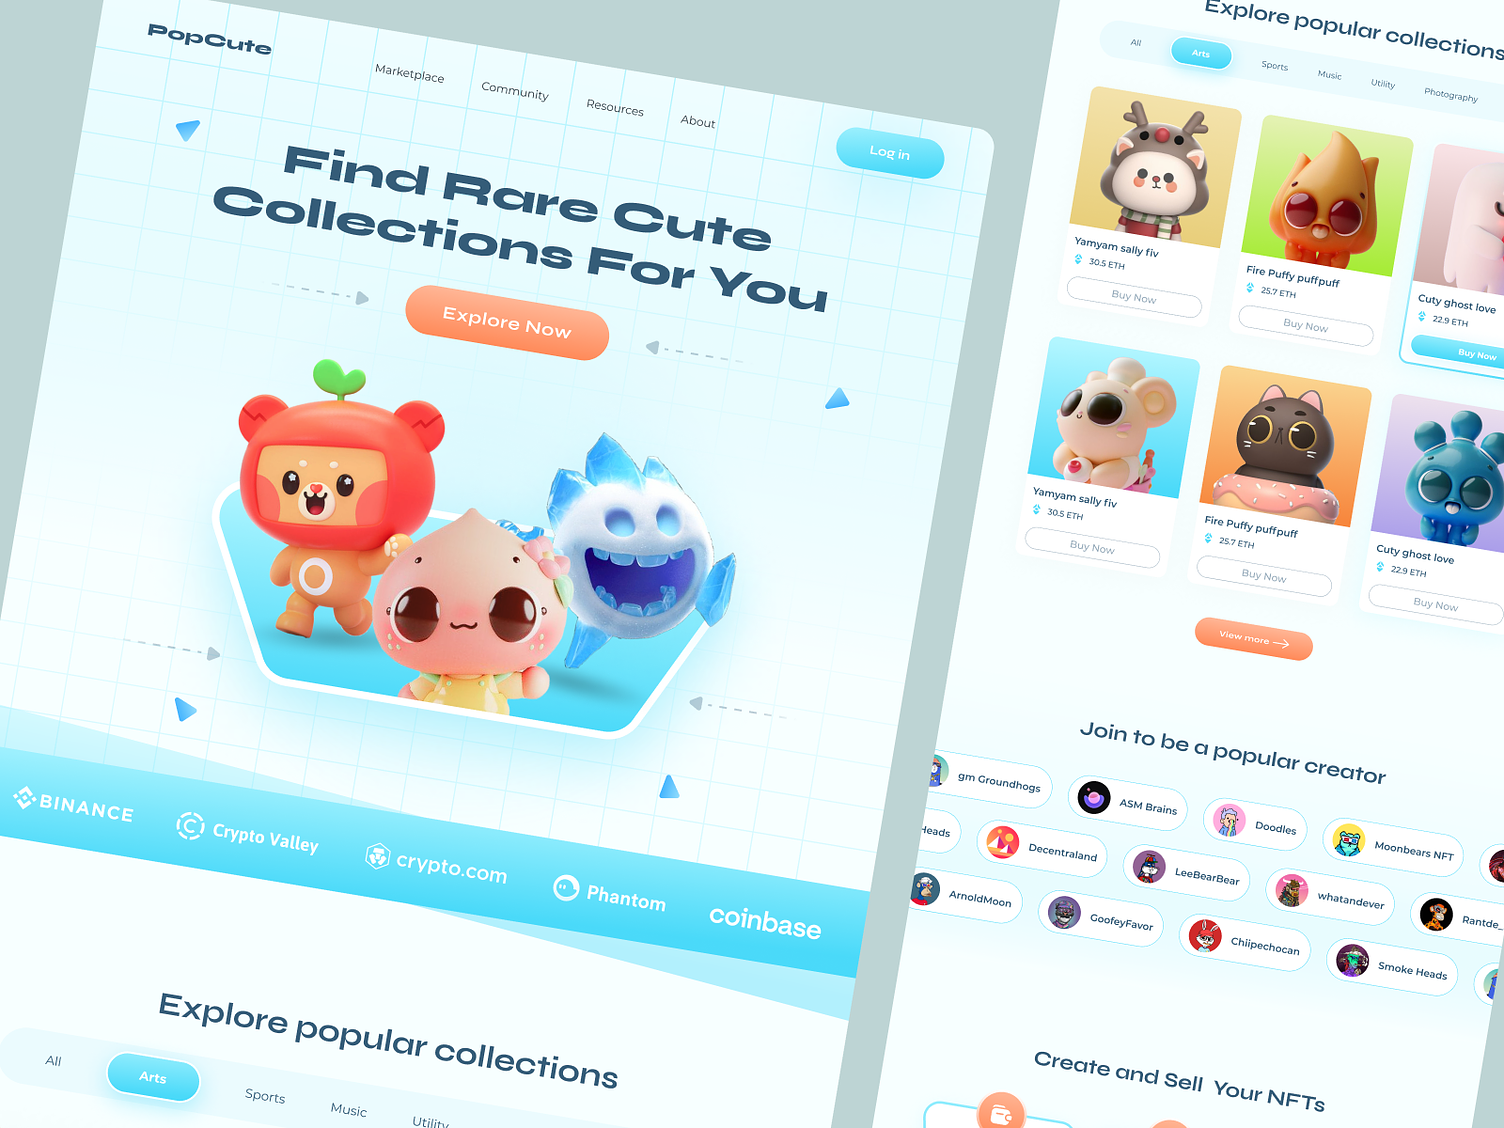 PopCute
Marketplace
Community
Resources
About
Log in
Find Rare Cute
Collections For You
Explore Now
BINANCE
Crypto Valley
crypto.com
Phantom
coinbase
Explore popular collections
All
Arts
Sports
Music
Utility
Explore popular collections
All
Arts
Sports
Music
Utility
Photography
Yamyam sally fiv
30.5 ETH
Buy Now
Fire Puffy puffpuff
25.7 ETH
Buy Now
Cuty ghost love
22.9 ETH
Buy Now
Yamyam sally fiv
30.5 ETH
Buy Now
Fire Puffy puffpuff
25.7 ETH
Buy Now
Cuty ghost love
22.9 ETH
Buy Now
View more
Join to be a popular creator
gm Groundhogs
ASM Brains
Doodles
Moonbears NFT
Heads
Decentraland
LeeBearBear
whatandever
Rantde_
ArnoldMoon
GoofeyFavor
Chiipechocan
Smoke Heads
Create and Sell Your NFTs